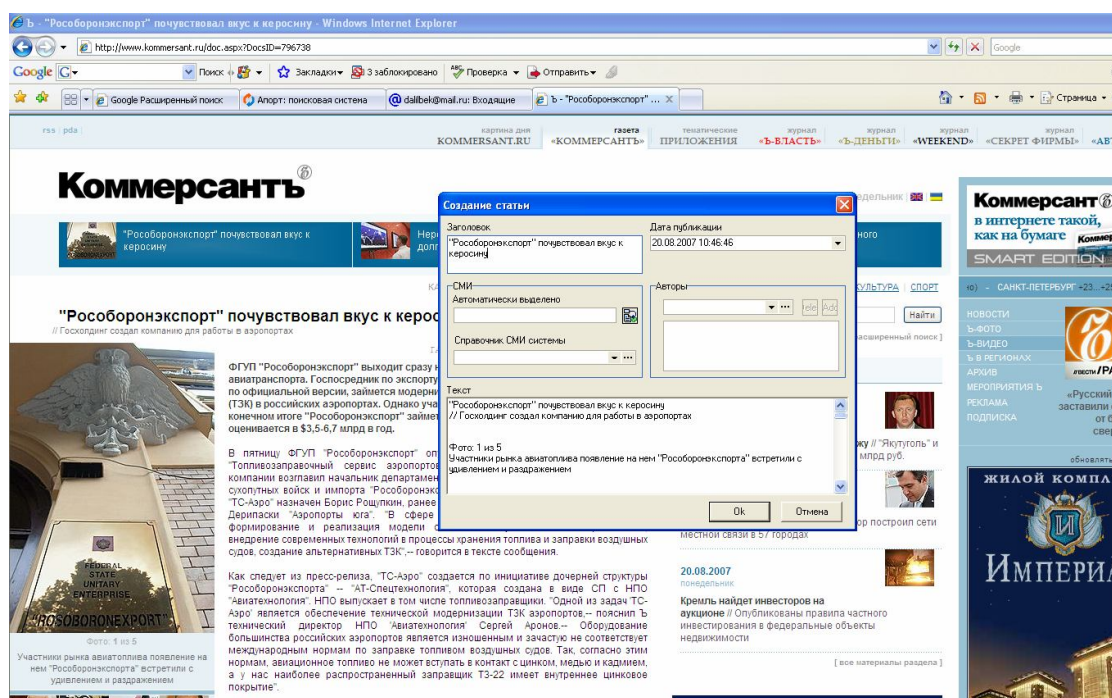 Ъ - "Рособоронэкспорт" почувствовал вкус к керосину - Windows Internet Explorer
http://www.kommersant.ru/doc.aspx?DocsID=796738
Google
Google G Поиск Закладки 3 заблокировано Проверка Отправить
Google Расширенный поиск Апорт: поисковая система dalibek@mail.ru: Входящие Ъ - "Рособоронэкспорт" ... Страница
rss pda
картина дня газета тематические журнал журнал журнал журнал
KOMMERSANT.RU «КОММЕРСАНТЪ» ПРИЛОЖЕНИЯ «Ъ-ВЛАСТЬ» «Ъ-ДЕНЬГИ» «WEEKEND» «СЕКРЕТ ФИРМЫ» «АВТ
Коммерсантъ
"Рособоронэкспорт" почувствовал вкус к
керосину
Создание статьи
Заголовок
"Рособоронэкспорт" почувствовал вкус к
керосину
Дата публикации
20.08.2007 10:46:46
СМИ
Автоматически выделено
Справочник СМИ системы
Авторы
Текст
"Рособоронэкспорт" почувствовал вкус к керосину
// Госхолдинг создал компанию для работы в аэропортах
Фото: 1 из 5
Участники рынка авиатоплива появление на нем "Рособоронэкспорта" встретили с
удивлением и раздражением
Ok Отмена
едельник
КУЛЬТУРА СПОРТ
Найти
асширенный поиск ]
"Рособоронэкспорт" почувствовал вкус к керос
// Госхолдинг создал компанию для работы в аэропортах
ФГУП "Рособоронэкспорт" выходит сразу н
авиатранспорта. Госпосредник по экспорту
по официальной версии, займется модерни
(ТЗК) в российских аэропортах. Однако уча
конечном итоге "Рособоронэкспорт" займет
оценивается в $3,5-6,7 млрд в год.
В пятницу ФГУП "Рособоронэкспорт" оп
"Топливозаправочный сервис аэропортов
компании возглавил начальник департамен
сухопутных войск и импорта "Рособоронэкс
"ТС-Аэро" назначен Борис Рощупкин, ранее
Дерипаски "Аэропорты юга". "В сфере
формирование и реализация модели с
внедрение современных технологий в процессы хранения топлива и заправки воздушных
судов, создание альтернативных ТЗК",-- говорится в тексте сообщения.
Как следует из пресс-релиза, "ТС-Аэро" создается по инициативе дочерней структуры
"Рособоронэкспорта" -- "АТ-Спецтехнология", которая создана в виде СП с НПО
"Авиатехнология". НПО выпускает в том числе топливозаправщики. "Одной из задач 'ТС-
Аэро' является обеспечение технической модернизации ТЗК аэропортов,-- пояснил Ъ
технический директор НПО 'Авиатехнология' Сергей Аронов.-- Оборудование
большинства российских аэропортов является изношенным и зачастую не соответствует
международным нормам по заправке топливом воздушных судов. Так, согласно этим
нормам, авиационное топливо не может вступать в контакт с цинком, медью и кадмием,
а у нас наиболее распространенный заправщик ТЗ-22 имеет внутреннее цинковое
покрытие".
FEDERAL
STATE
UNITARY
ENTERPRISE
"ROSOBORONEXPORT"
Фото: 1 из 5
Участники рынка авиатоплива появление на
нем "Рособоронэкспорта" встретили с
удивлением и раздражением
жу // "Якутуголь" и
млрд руб.
ор построил сети
местной связи в 57 городах
20.08.2007
понедельник
Кремль найдет инвесторов на
аукционе // Опубликованы правила частного
инвестирования в федеральные объекты
недвижимости
[ все материалы раздела ]
Коммерсант
в интернете такой,
как на бумаге
SMART EDITION
САНКТ-ПЕТЕРБУРГ +23...+25
НОВОСТИ
Ъ-ФОТО
Ъ-ВИДЕО
Ъ В РЕГИОНАХ
АРХИВ
МЕРОПРИЯТИЯ Ъ
РЕКЛАМА
ПОДПИСКА
«Русский
заставили
от б
свер
обновлять
ЖИЛОЙ КОМПЛ
ИМПЕРИА